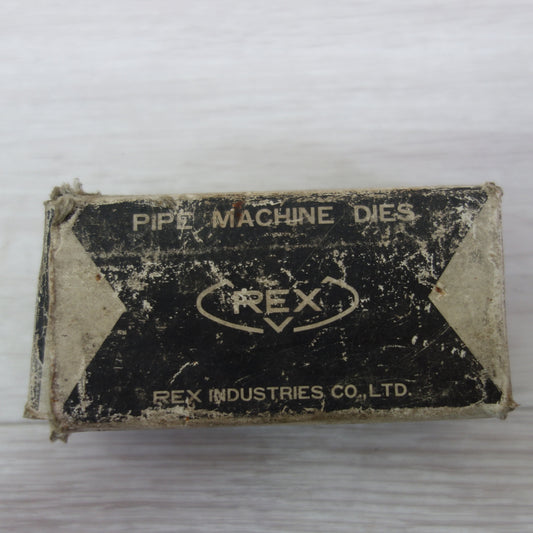 PIPE MACHINE DIES
REX
REX INDUSTRIES CO., LTD.